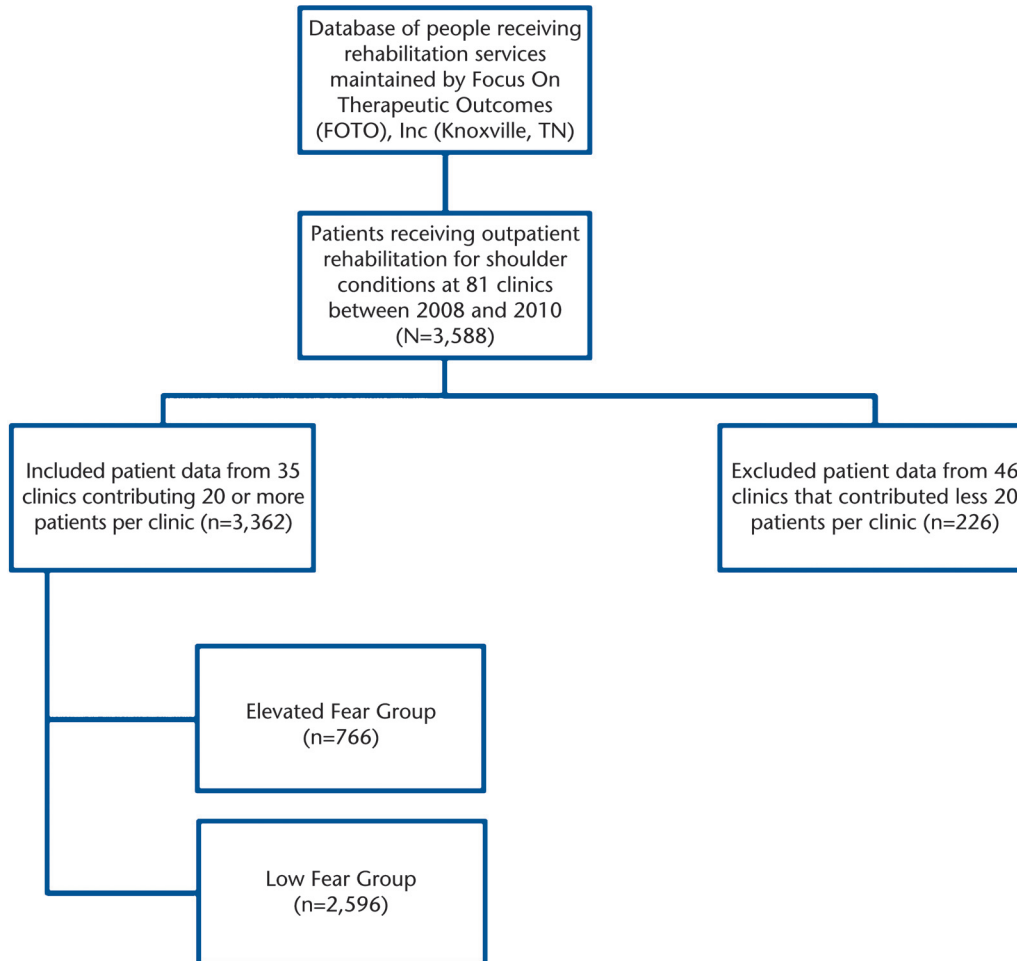 Database of people receiving
rehabilitation services
maintained by Focus On
Therapeutic Outcomes
(FOTO), Inc (Knoxville, TN)
Patients receiving outpatient
rehabilitation for shoulder
conditions at 81 clinics
between 2008 and 2010
(N=3,588)
Included patient data from 35
clinics contributing 20 or more
patients per clinic (n=3,362)
Excluded patient data from 46
clinics that contributed less 20
patients per clinic (n=226)
Elevated Fear Group
(n=766)
Low Fear Group
(n=2,596)